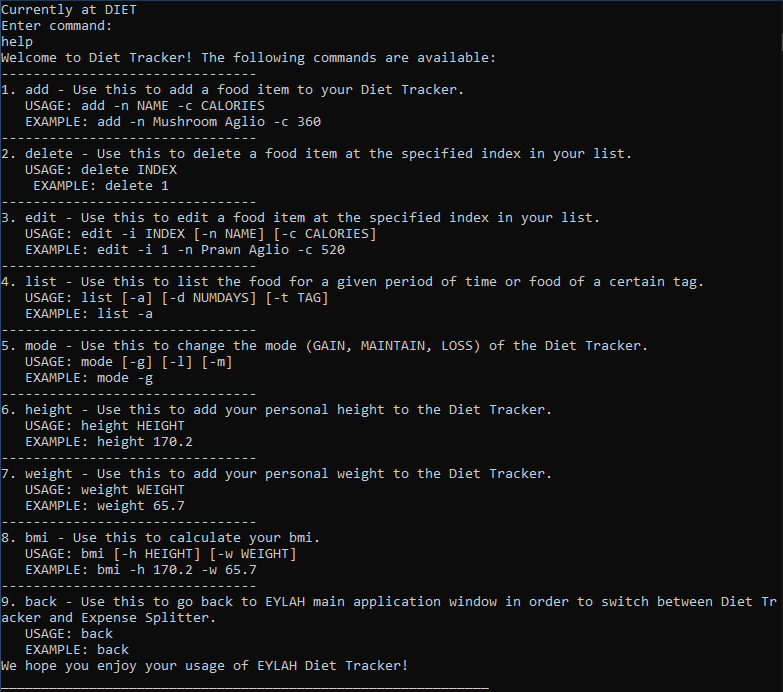 Currently at DIET
Enter command:
help
Welcome to Diet Tracker! The following commands are available:
--------------------------------
1. add - Use this to add a food item to your Diet Tracker.
   USAGE: add -n NAME -c CALORIES
   EXAMPLE: add -n Mushroom Aglio -c 360
--------------------------------
2. delete - Use this to delete a food item at the specified index in your list.
   USAGE: delete INDEX
    EXAMPLE: delete 1
--------------------------------
3. edit - Use this to edit a food item at the specified index in your list.
   USAGE: edit -i INDEX [-n NAME] [-c CALORIES]
   EXAMPLE: edit -i 1 -n Prawn Aglio -c 520
--------------------------------
4. list - Use this to list the food for a given period of time or food of a certain tag.
   USAGE: list [-a] [-d NUMDAYS] [-t TAG]
   EXAMPLE: list -a
--------------------------------
5. mode - Use this to change the mode (GAIN, MAINTAIN, LOSS) of the Diet Tracker.
   USAGE: mode [-g] [-l] [-m]
   EXAMPLE: mode -g
--------------------------------
6. height - Use this to add your personal height to the Diet Tracker.
   USAGE: height HEIGHT
   EXAMPLE: height 170.2
--------------------------------
7. weight - Use this to add your personal weight to the Diet Tracker.
   USAGE: weight WEIGHT
   EXAMPLE: weight 65.7
--------------------------------
8. bmi - Use this to calculate your bmi.
   USAGE: bmi [-h HEIGHT] [-w WEIGHT]
   EXAMPLE: bmi -h 170.2 -w 65.7
--------------------------------
9. back - Use this to go back to EYLAH main application window in order to switch between Diet Tr
acker and Expense Splitter.
   USAGE: back
   EXAMPLE: back
We hope you enjoy your usage of EYLAH Diet Tracker!
_____________________________________________________________